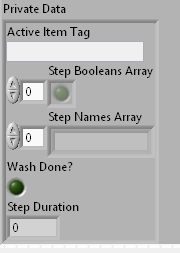 Private Data
Active Item Tag
Step Booleans Array
0
Step Names Array
0
Wash Done?
Step Duration
0